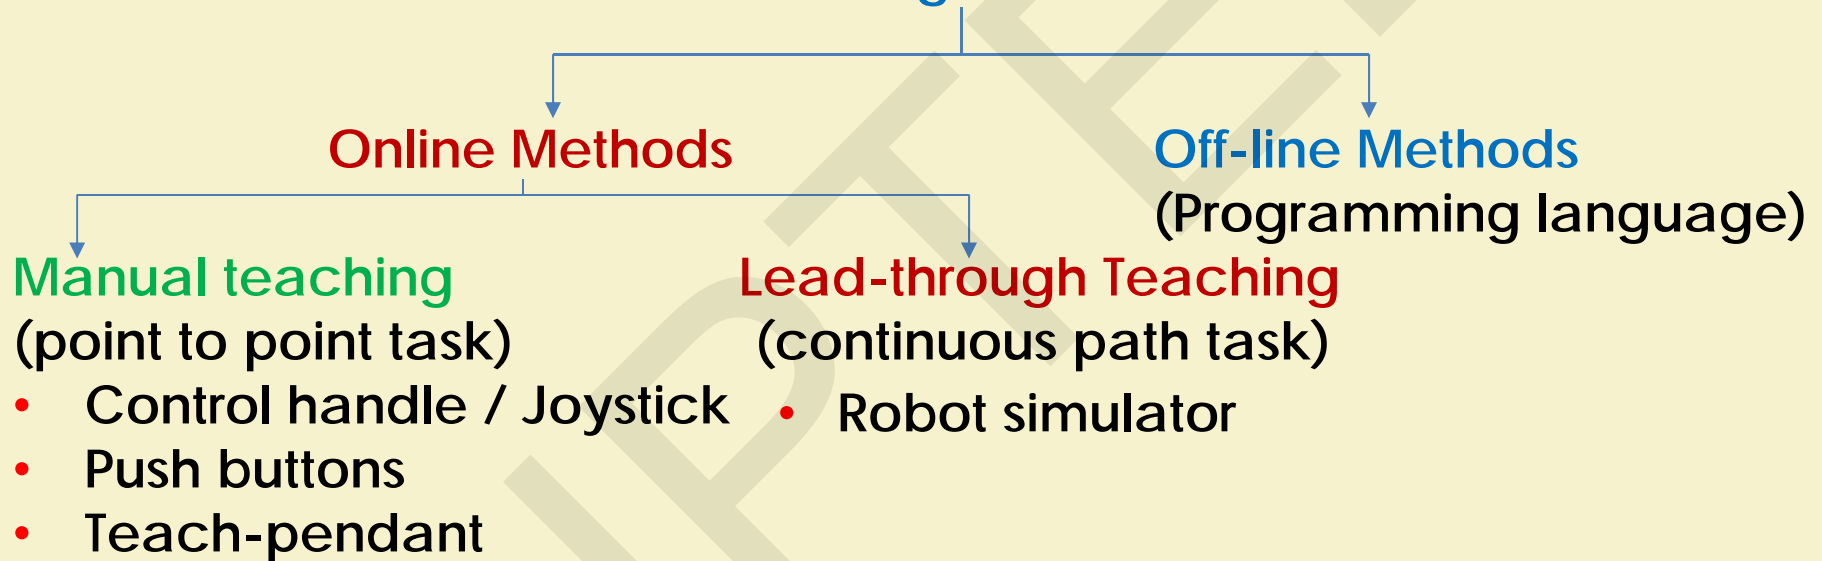 Online Methods
Off-line Methods
(Programming language)
Manual teaching
(point to point task)
• Control handle / Joystick
• Push buttons
• Teach-pendant
Lead-through Teaching
(continuous path task)
• Robot simulator